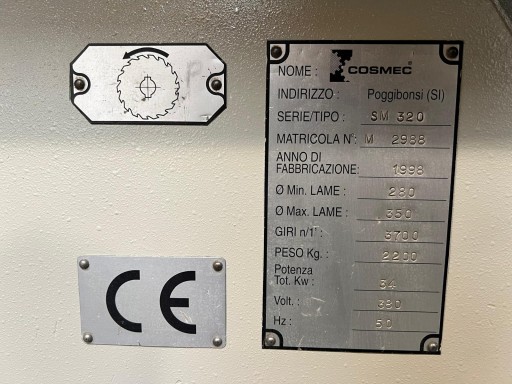 NOME : COSMEC®
INDIRIZZO : Poggibonsi (SI)
SERIE/TIPO : SM 320
MATRICOLA N°: M 2988
ANNO DI
FABBRICAZIONE: 1998
Ø Min. LAME : 280
Ø Max. LAME : 350
GIRI n/1' : 3700
PESO Kg. : 2200
Potenza
Tot. Kw : 34
Volt. : 380
Hz : 50
CE